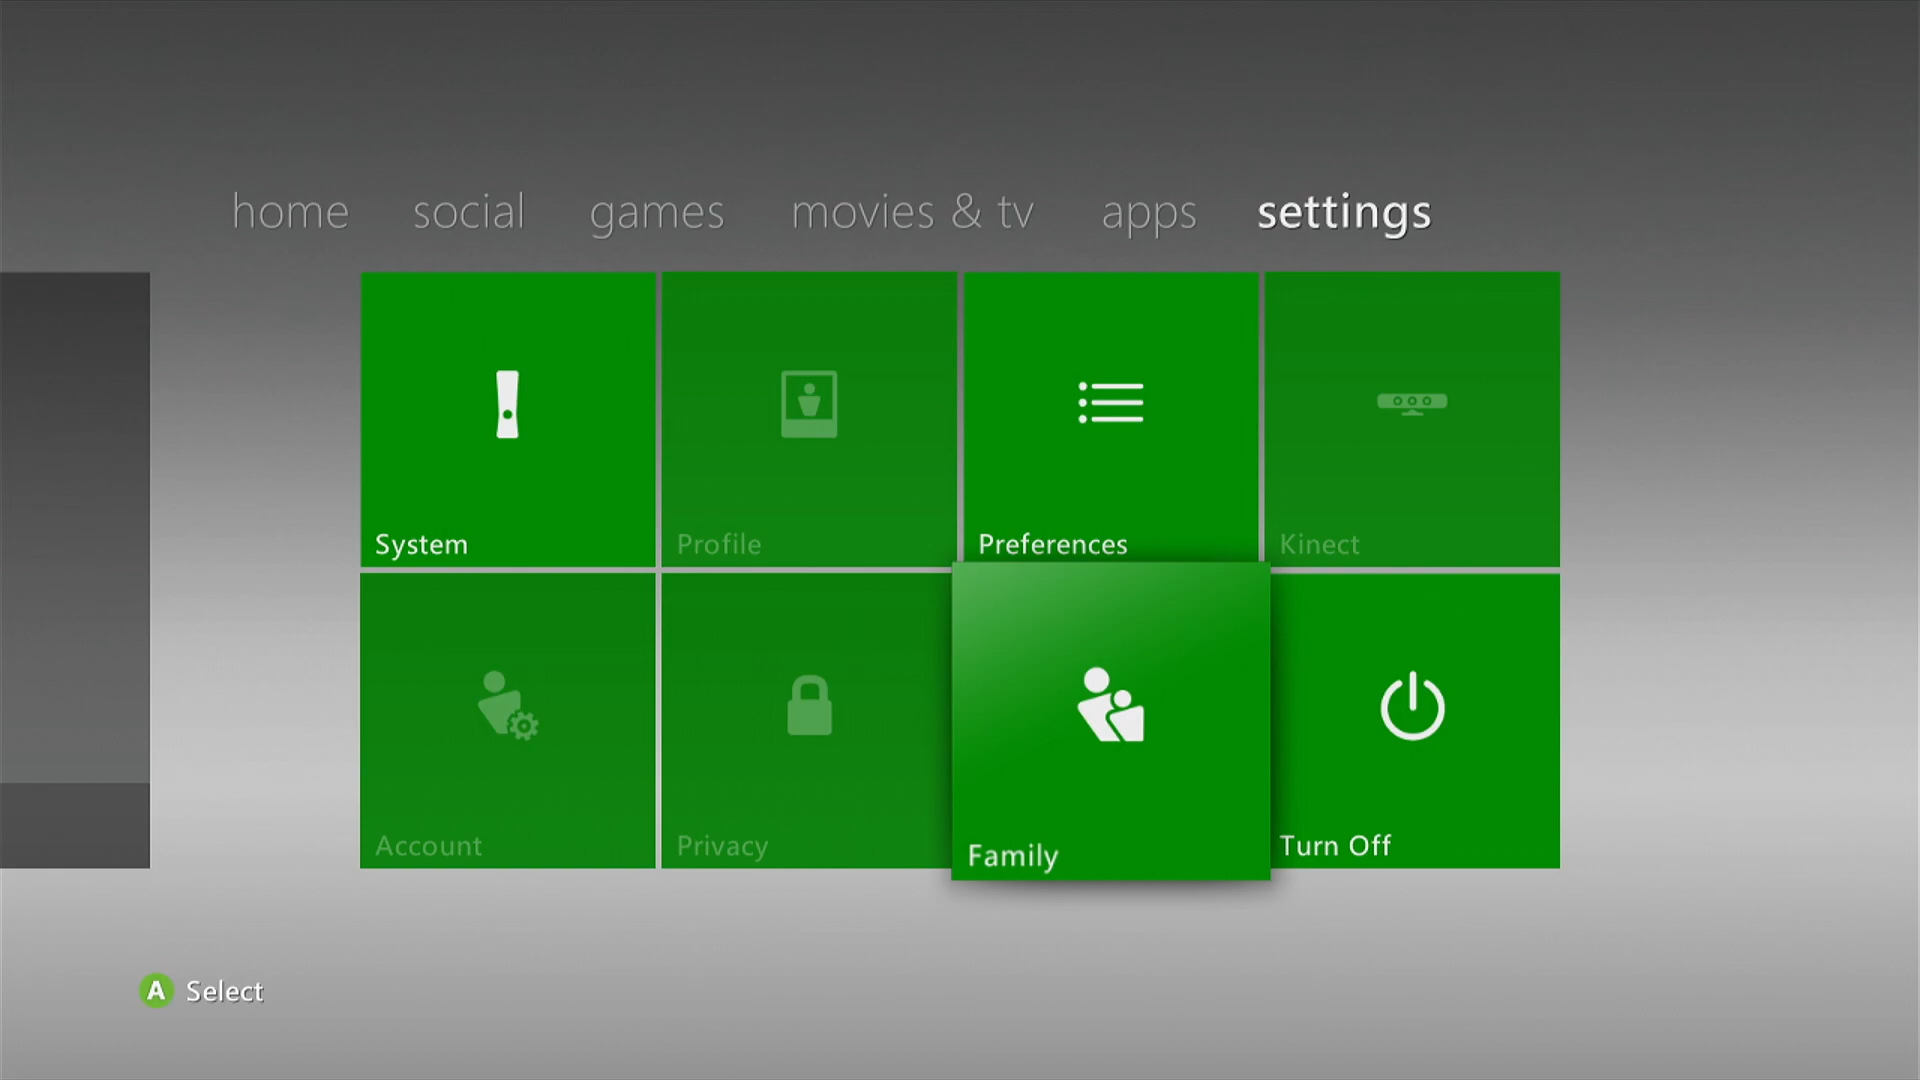 home social games movies & tv apps settings
System Profile Preferences Kinect
Account Privacy Family Turn Off
A Select